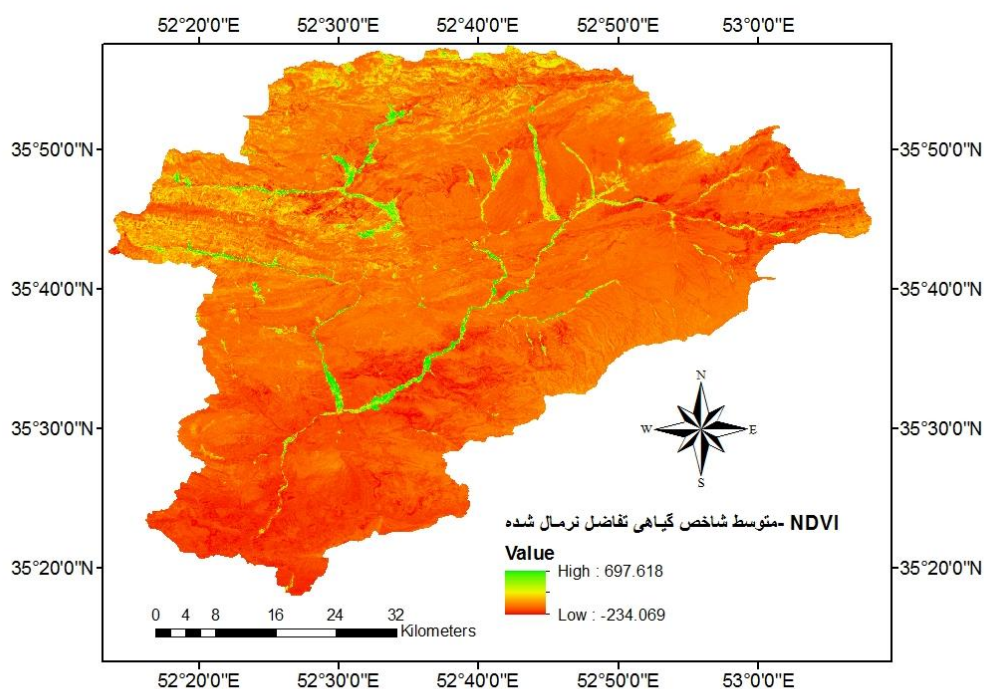 52°20'0"E 52°30'0"E 52°40'0"E 52°50'0"E 53°0'0"E
35°50'0"N 35°50'0"N
35°40'0"N 35°40'0"N
N
35°30'0"N W E 35°30'0"N
S
متوسط شاخص گیاهی تفاضل نرمال شده- NDVI
Value
High : 697.618
35°20'0"N 35°20'0"N
Low : -234.069
0 4 8 16 24 32
Kilometers
52°20'0"E 52°30'0"E 52°40'0"E 52°50'0"E 53°0'0"E